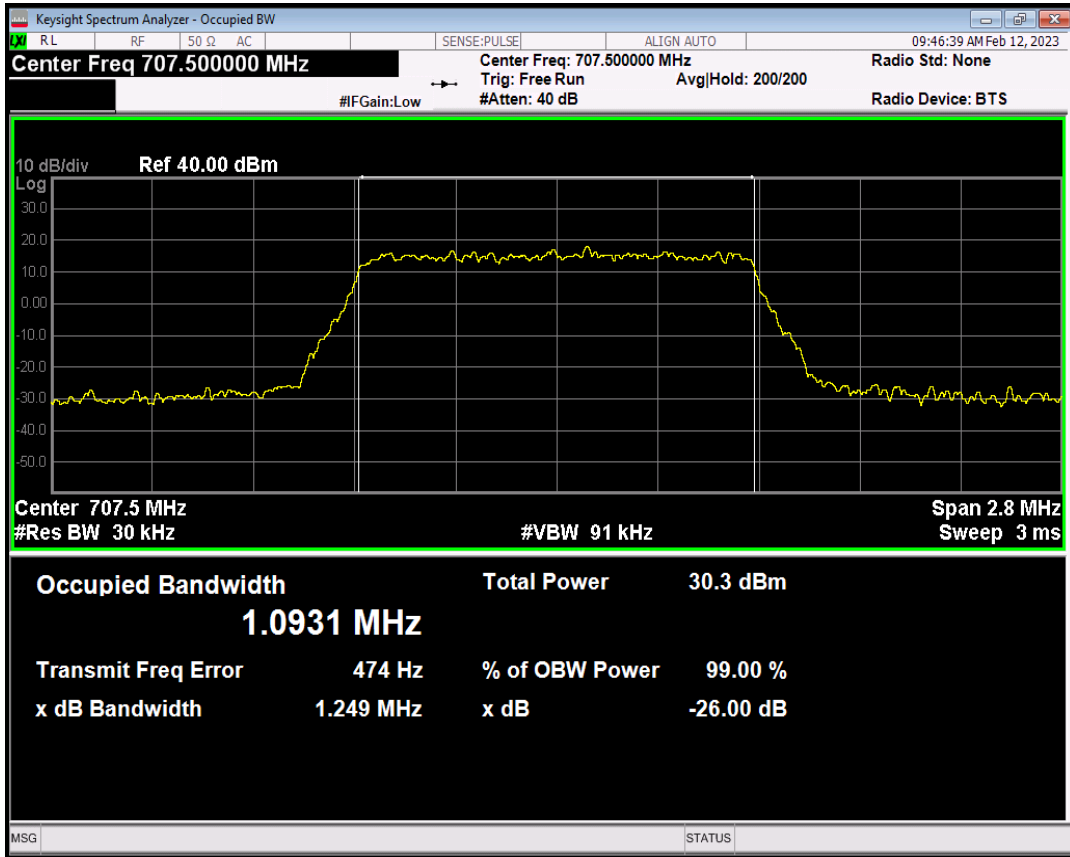 Keysight Spectrum Analyzer - Occupied BW
LXI RL RF 50 Ω AC SENSE:PULSE ALIGN AUTO 09:46:39 AM Feb 12, 2023
Center Freq 707.500000 MHz Center Freq: 707.500000 MHz Radio Std: None
Trig: Free Run Avg|Hold: 200/200
#IFGain:Low #Atten: 40 dB Radio Device: BTS
10 dB/div Ref 40.00 dBm
Log
30.0
20.0
10.0
0.00
-10.0
-20.0
-30.0
-40.0
-50.0
Center 707.5 MHz Span 2.8 MHz
#Res BW 30 kHz #VBW 91 kHz Sweep 3 ms
Occupied Bandwidth Total Power 30.3 dBm
1.0931 MHz
Transmit Freq Error 474 Hz % of OBW Power 99.00 %
x dB Bandwidth 1.249 MHz x dB -26.00 dB
MSG STATUS